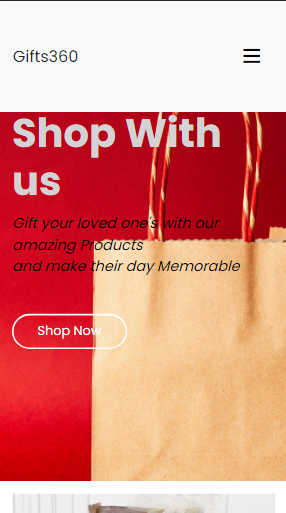 Gifts360
Shop With
us
Gift your loved one's with our
amazing Products
and make their day Memorable
Shop Now